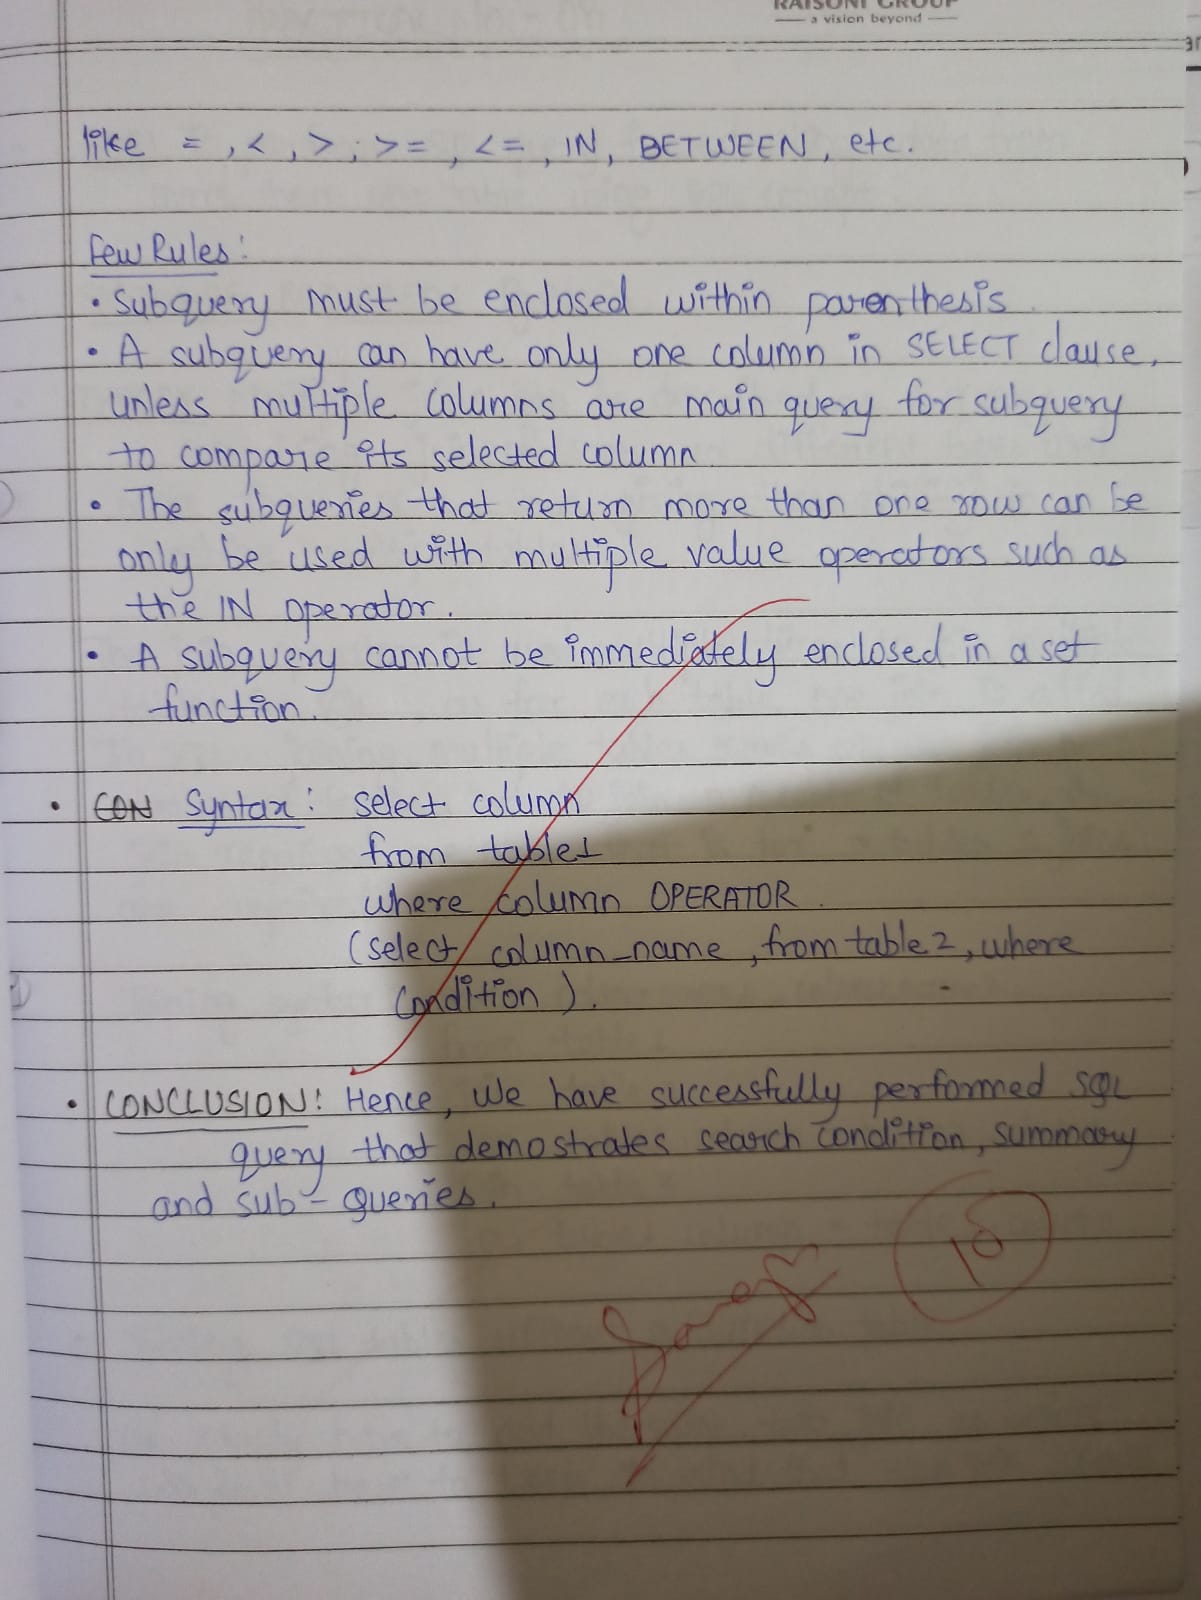 RAISONI GROUP
a vision beyond
like =, <, >, >=, <=, IN, BETWEEN, etc.
Few Rules:
• Subquery must be enclosed within parenthesis
• A subquery can have only one column in SELECT clause,
unless multiple columns are main query for subquery
to compare its selected column
• The subqueries that return more than one row can be
only be used with multiple value operators such as
the IN operator.
• A subquery cannot be immediately enclosed in a set
function.
• CON Syntax: select column
from table1
where column OPERATOR
(select column_name, from table2, where
condition).
• CONCLUSION: Hence, We have successfully performed SQL
query that demostrates search condition, summary
and sub-queries.
10